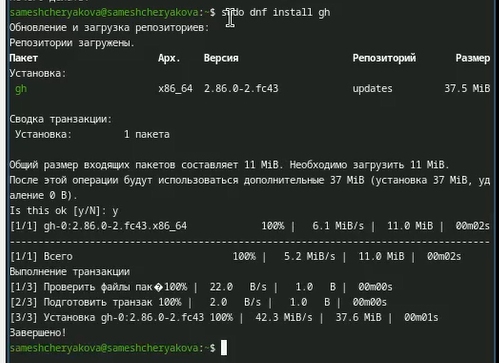 sameshcheryakova@sameshcheryakova:~$ sudo dnf install gh
Обновление и загрузка репозиториев:
Репозитории загружены.
Пакет Арх. Версия Репозиторий Размер
Установка:
gh x86_64 2.86.0-2.fc43 updates 37.5 MiB
Сводка транзакции:
Установка: 1 пакета
Общий размер входящих пакетов составляет 11 MiB. Необходимо загрузить 11 MiB.
После этой операции будут использоваться дополнительные 37 MiB (установка 37 MiB, уд
аление 0 B).
Is this ok [y/N]: y
[1/1] gh-0:2.86.0-2.fc43.x86_64 100% | 6.1 MiB/s | 11.0 MiB | 00m02s
--------------------------------------------------------------------------------
[1/1] Всего 100% | 5.2 MiB/s | 11.0 MiB | 00m02s
Выполнение транзакции
[1/3] Проверить файлы пак�100% | 22.0 B/s | 1.0 B | 00m00s
[2/3] Подготовить транзак 100% | 2.0 B/s | 1.0 B | 00m00s
[3/3] Установка gh-0:2.86.0-2.fc43 100% | 42.3 MiB/s | 37.6 MiB | 00m01s
Завершено!
sameshcheryakova@sameshcheryakova:~$